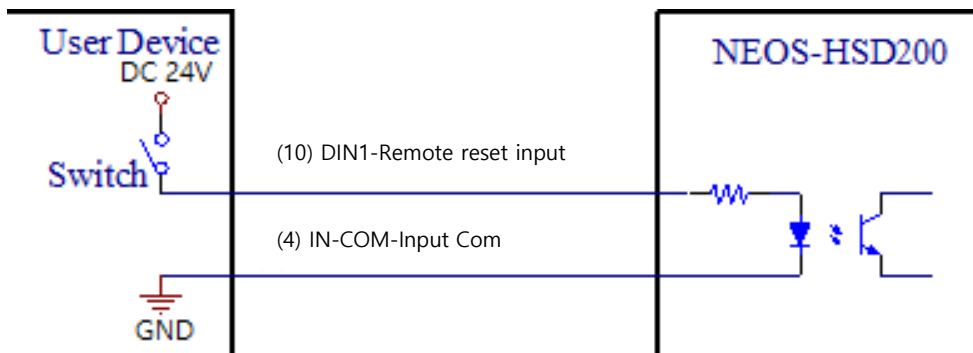 User Device
DC 24V
Switch
GND
(10) DIN1-Remote reset input
(4) IN-COM-Input Com
NEOS-HSD200